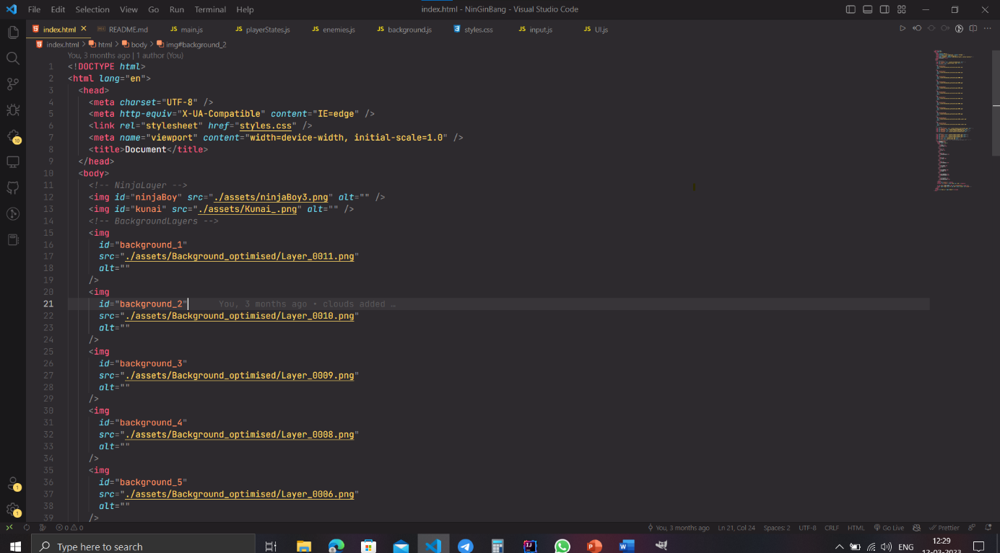 File Edit Selection View Go Run Terminal Help index.html - NinGinBang - Visual Studio Code
index.html README.md JS main.js JS playerStates.js JS enemies.js JS background.js styles.css JS input.js JS UI.js
index.html > html > body > img#background_2
You, 3 months ago | 1 author (You)
1 <!DOCTYPE html>
2 <html lang="en">
3 <head>
4 <meta charset="UTF-8" />
5 <meta http-equiv="X-UA-Compatible" content="IE=edge" />
6 <link rel="stylesheet" href="styles.css" />
7 <meta name="viewport" content="width=device-width, initial-scale=1.0" />
8 <title>Document</title>
9 </head>
10 <body>
11 <!-- NinjaLayer -->
12 <img id="ninjaBoy" src="./assets/ninjaBoy3.png" alt="" />
13 <img id="kunai" src="./assets/Kunai_.png" alt="" />
14 <!-- BackgroundLayers -->
15 <img
16 id="background_1"
17 src="./assets/Background_optimised/Layer_0011.png"
18 alt=""
19 />
20 <img
21 id="background_2" You, 3 months ago • clouds added …
22 src="./assets/Background_optimised/Layer_0010.png"
23 alt=""
24 />
25 <img
26 id="background_3"
27 src="./assets/Background_optimised/Layer_0009.png"
28 alt=""
29 />
30 <img
31 id="background_4"
32 src="./assets/Background_optimised/Layer_0008.png"
33 alt=""
34 />
35 <img
36 id="background_5"
37 src="./assets/Background_optimised/Layer_0006.png"
38 alt=""
39 />
10
1
1
0 0 You, 3 months ago Ln 21, Col 24 Spaces: 2 UTF-8 CRLF HTML Go Live Prettier
Type here to search ENG 12:29
12-03-2023